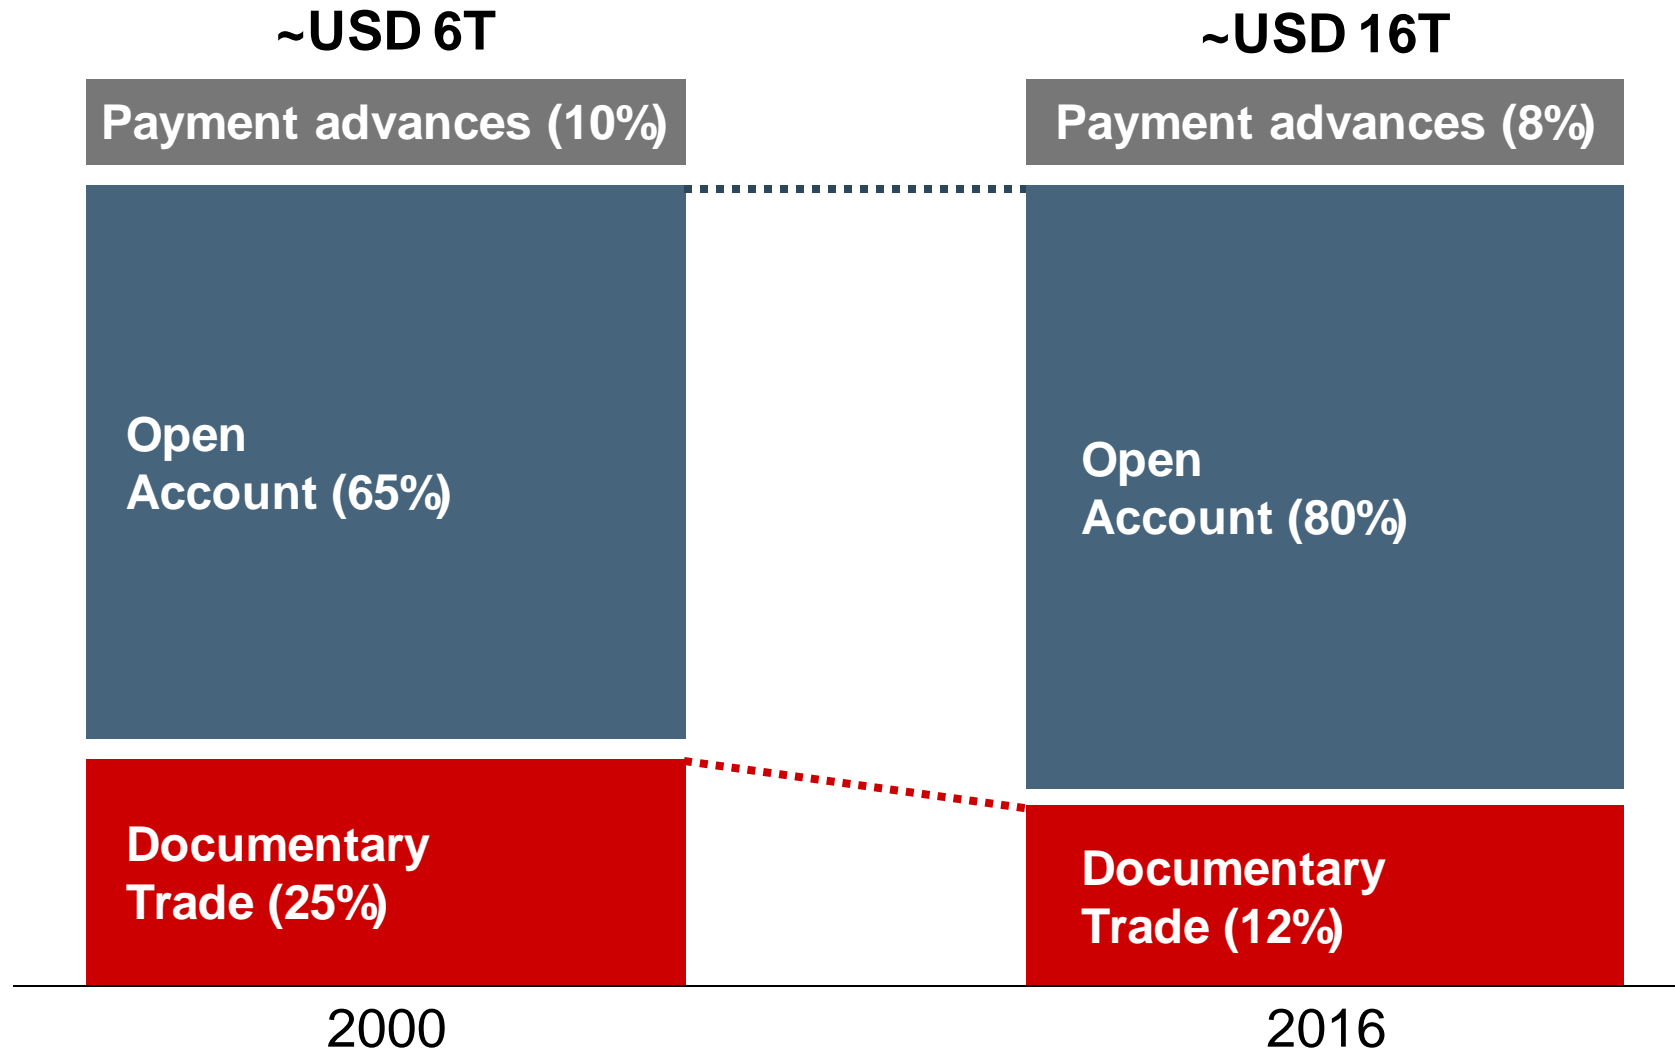 ~USD 6T
~USD 16T
Payment advances (10%)
Payment advances (8%)
Open
Account (65%)
Open
Account (80%)
Documentary
Trade (25%)
Documentary
Trade (12%)
2000
2016